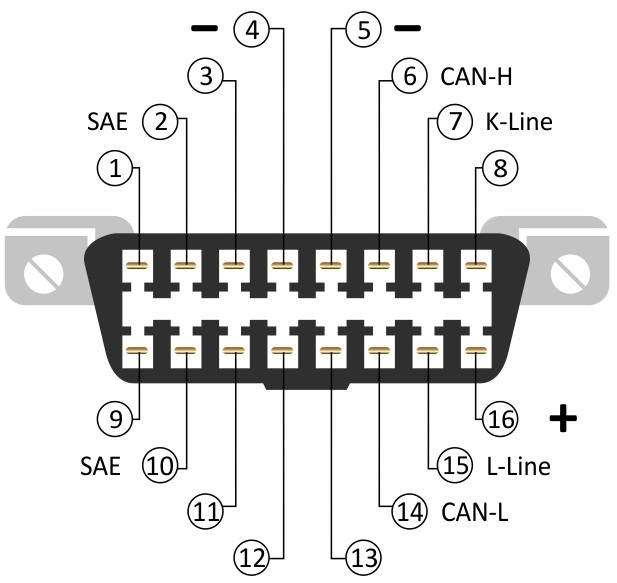 − 4 5 −
3 6 CAN-H
SAE 2 7 K-Line
1 8
9 16 +
SAE 10 15 L-Line
11 14 CAN-L
12 13